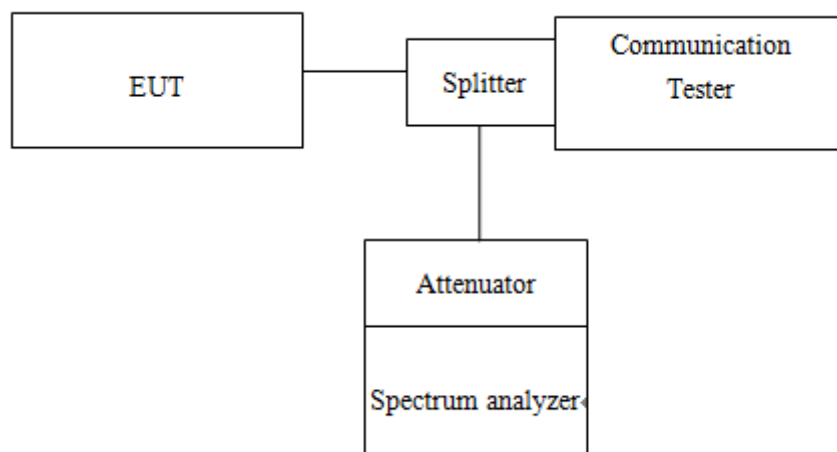 EUT
Splitter
Communication
Tester
Attenuator
Spectrum analyzer